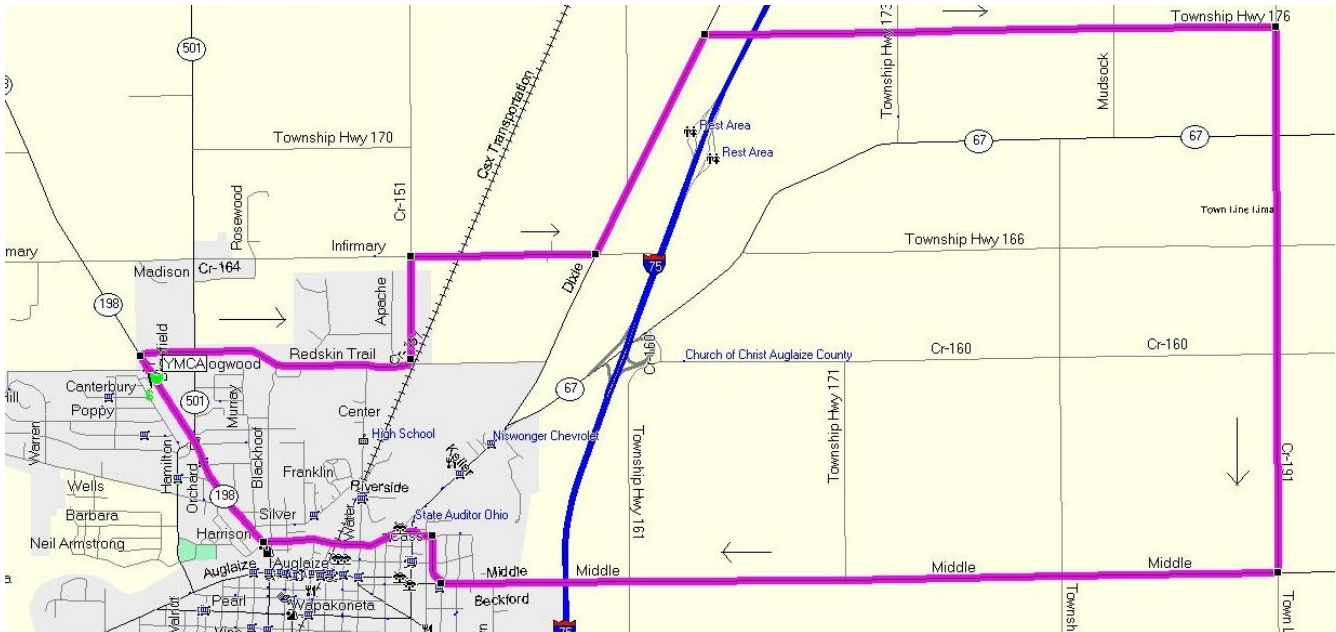 Township Hwy 176
501
Township Hwy 173
Csx Transportation
Mudsock
Rest Area
67
67
Township Hwy 170
Rest Area
Rosewood
Cr-151
Town Line Lima
mary
Infirmary
Township Hwy 166
Madison
Cr-164
75
Dixie
198
Apache
field
YMCA
ogwood
Redskin Trail
Cr-160
Church of Christ Auglaize County
Cr-160
Cr-160
Canterbury
Hill
Poppy
501
Murray
67
Township Hwy 171
Center
Warren
Hamilton
Orchard
Blackhoof
High School
Niswonger Chevrolet
Keller
Township Hwy 161
Cr-191
Wells
Franklin
Riverside
198
Barbara
Silver
Water
State Auditor Ohio
Neil Armstrong
Harrison
Cass
Auglaize
Auglaize
Middle
Middle
Middle
Middle
Beckford
Pearl
Wapakoneta
Walnut
Vine
75
Townsh
Town L